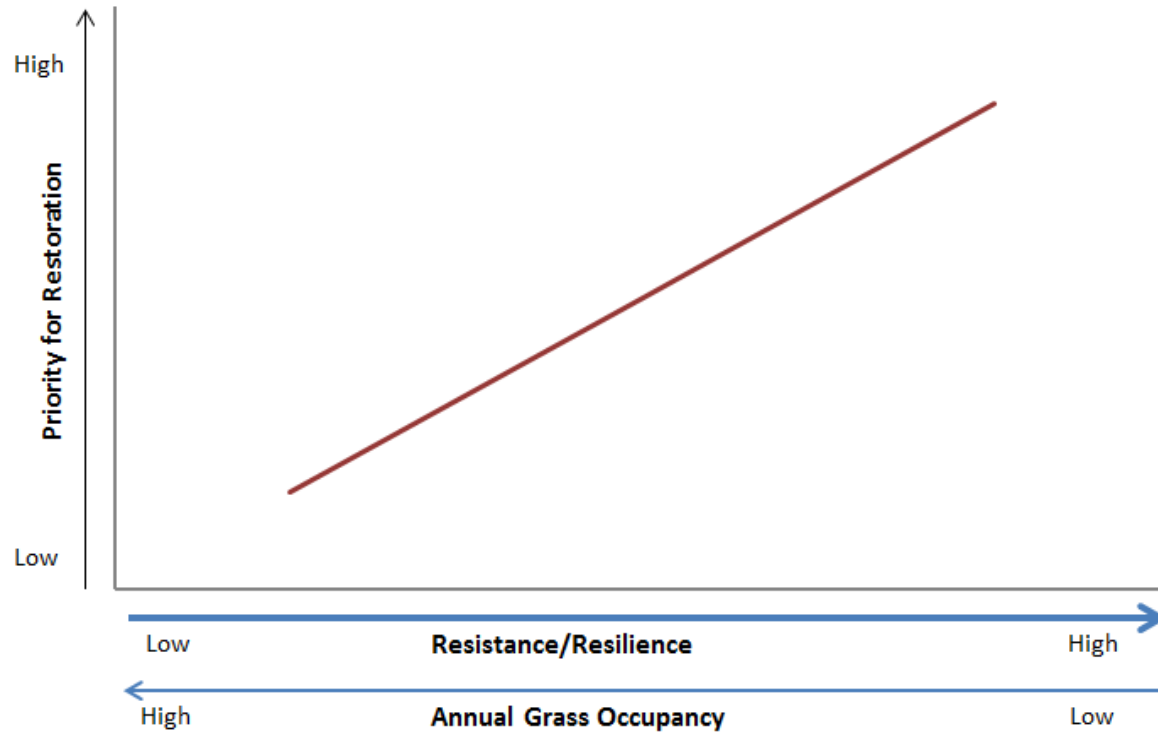 High
Priority for Restoration
Low
Low Resistance/Resilience High
High Annual Grass Occupancy Low